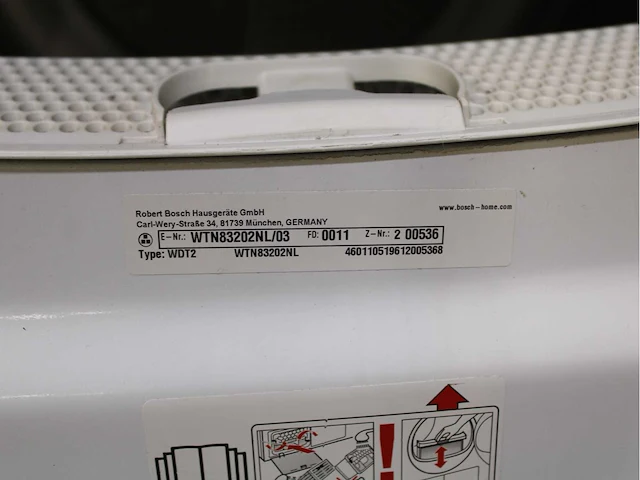 Robert Bosch Hausgeräte GmbH
Carl-Wery-Straße 34, 81739 München, GERMANY
www.bosch-home.com
E-Nr.: WTN83202NL/03 FD: 0011 Z-Nr.: 2 00536
Type: WDT2 WTN83202NL 460110519612005368